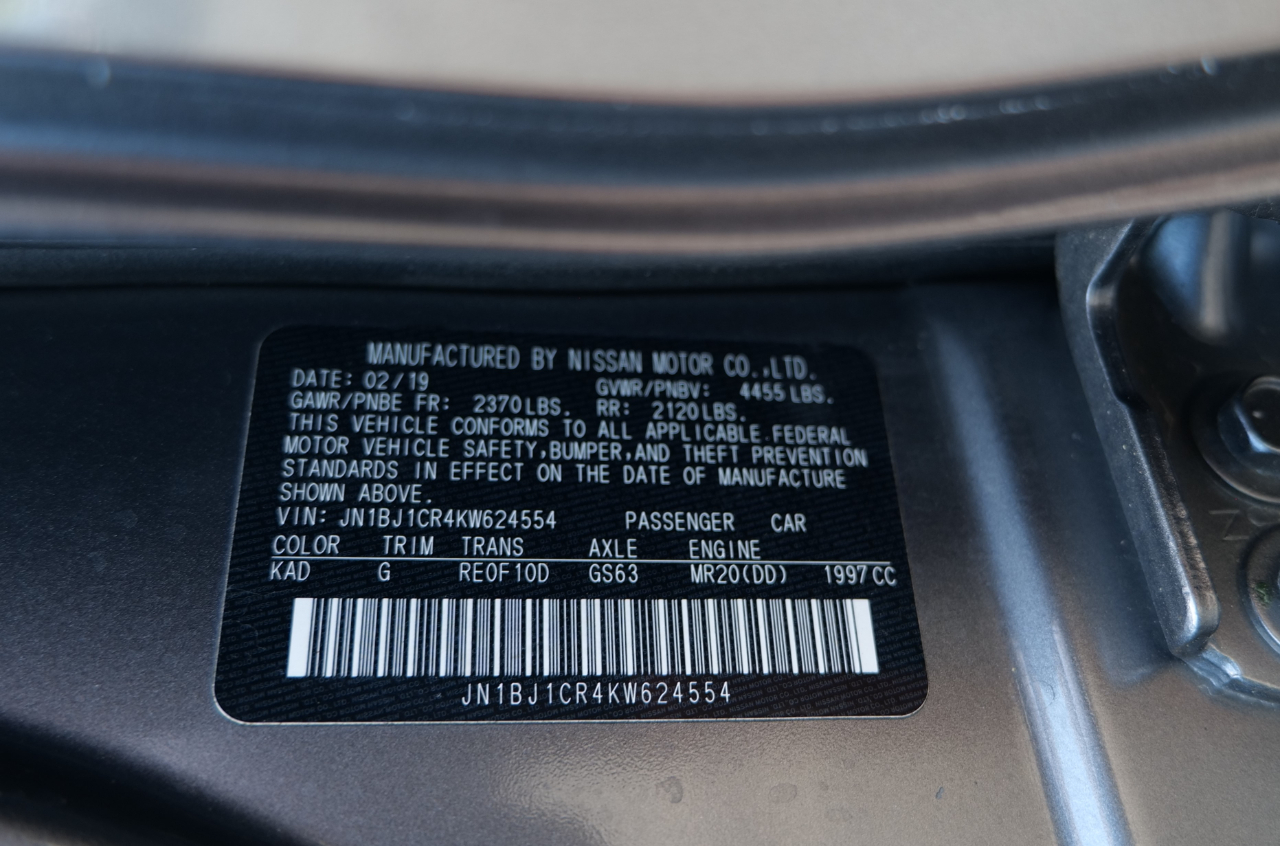 MANUFACTURED BY NISSAN MOTOR CO.,LTD.
DATE: 02/19 GVWR/PNBV: 4455 LBS.
GAWR/PNBE FR: 2370LBS. RR: 2120LBS.
THIS VEHICLE CONFORMS TO ALL APPLICABLE FEDERAL
MOTOR VEHICLE SAFETY,BUMPER,AND THEFT PREVENTION
STANDARDS IN EFFECT ON THE DATE OF MANUFACTURE
SHOWN ABOVE.
VIN: JN1BJ1CR4KW624554 PASSENGER CAR
COLOR TRIM TRANS AXLE ENGINE
KAD G RE0F10D GS63 MR20(DD) 1997CC
JN1BJ1CR4KW624554